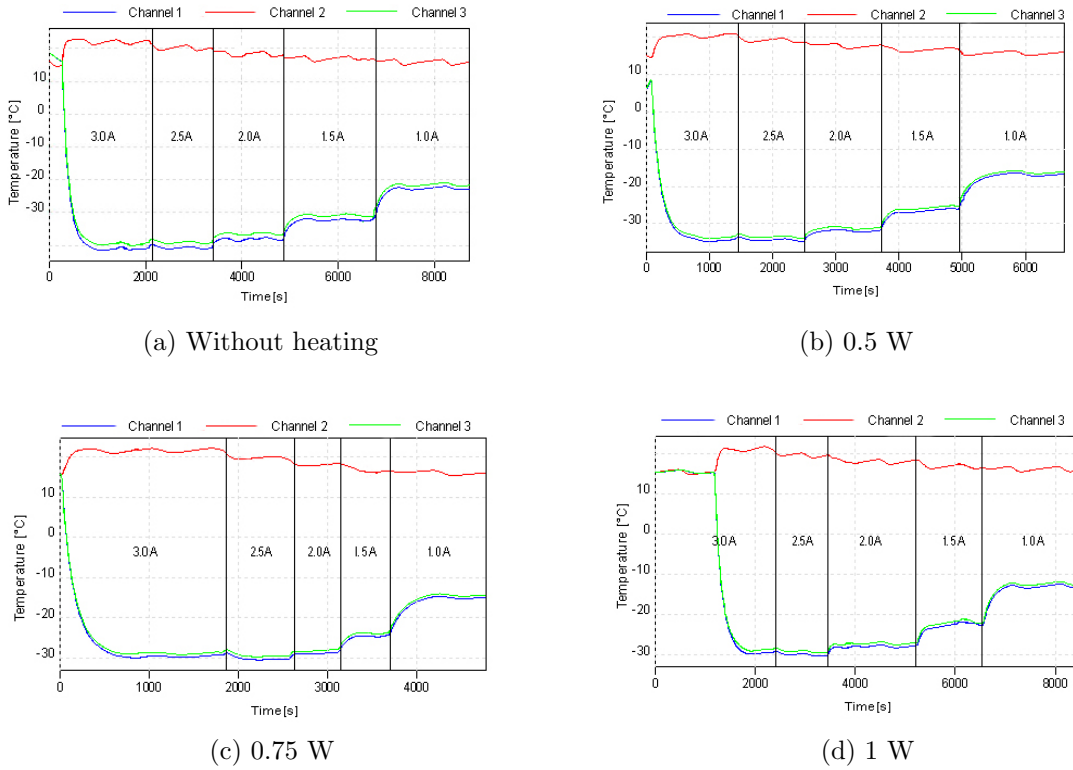 Channel 1 Channel 2 Channel 3
Temperature [°C]
10
0
-10
-20
-30
3.0A 2.5A 2.0A 1.5A 1.0A
0 2000 4000 6000 8000
Time[s]
(a) Without heating
Channel 1 Channel 2 Channel 3
Temperature [°C]
10
0
-10
-20
-30
3.0A 2.5A 2.0A 1.5A 1.0A
0 1000 2000 3000 4000 5000 6000
Time[s]
(b) 0.5 W
Channel 1 Channel 2 Channel 3
Temperature [°C]
10
0
-10
-20
-30
3.0A 2.5A 2.0A 1.5A 1.0A
0 1000 2000 3000 4000
Time[s]
(c) 0.75 W
Channel 1 Channel 2 Channel 3
Temperature [°C]
10
0
-10
-20
-30
3.0A 2.5A 2.0A 1.5A 1.0A
0 2000 4000 6000 8000
Time[s]
(d) 1 W